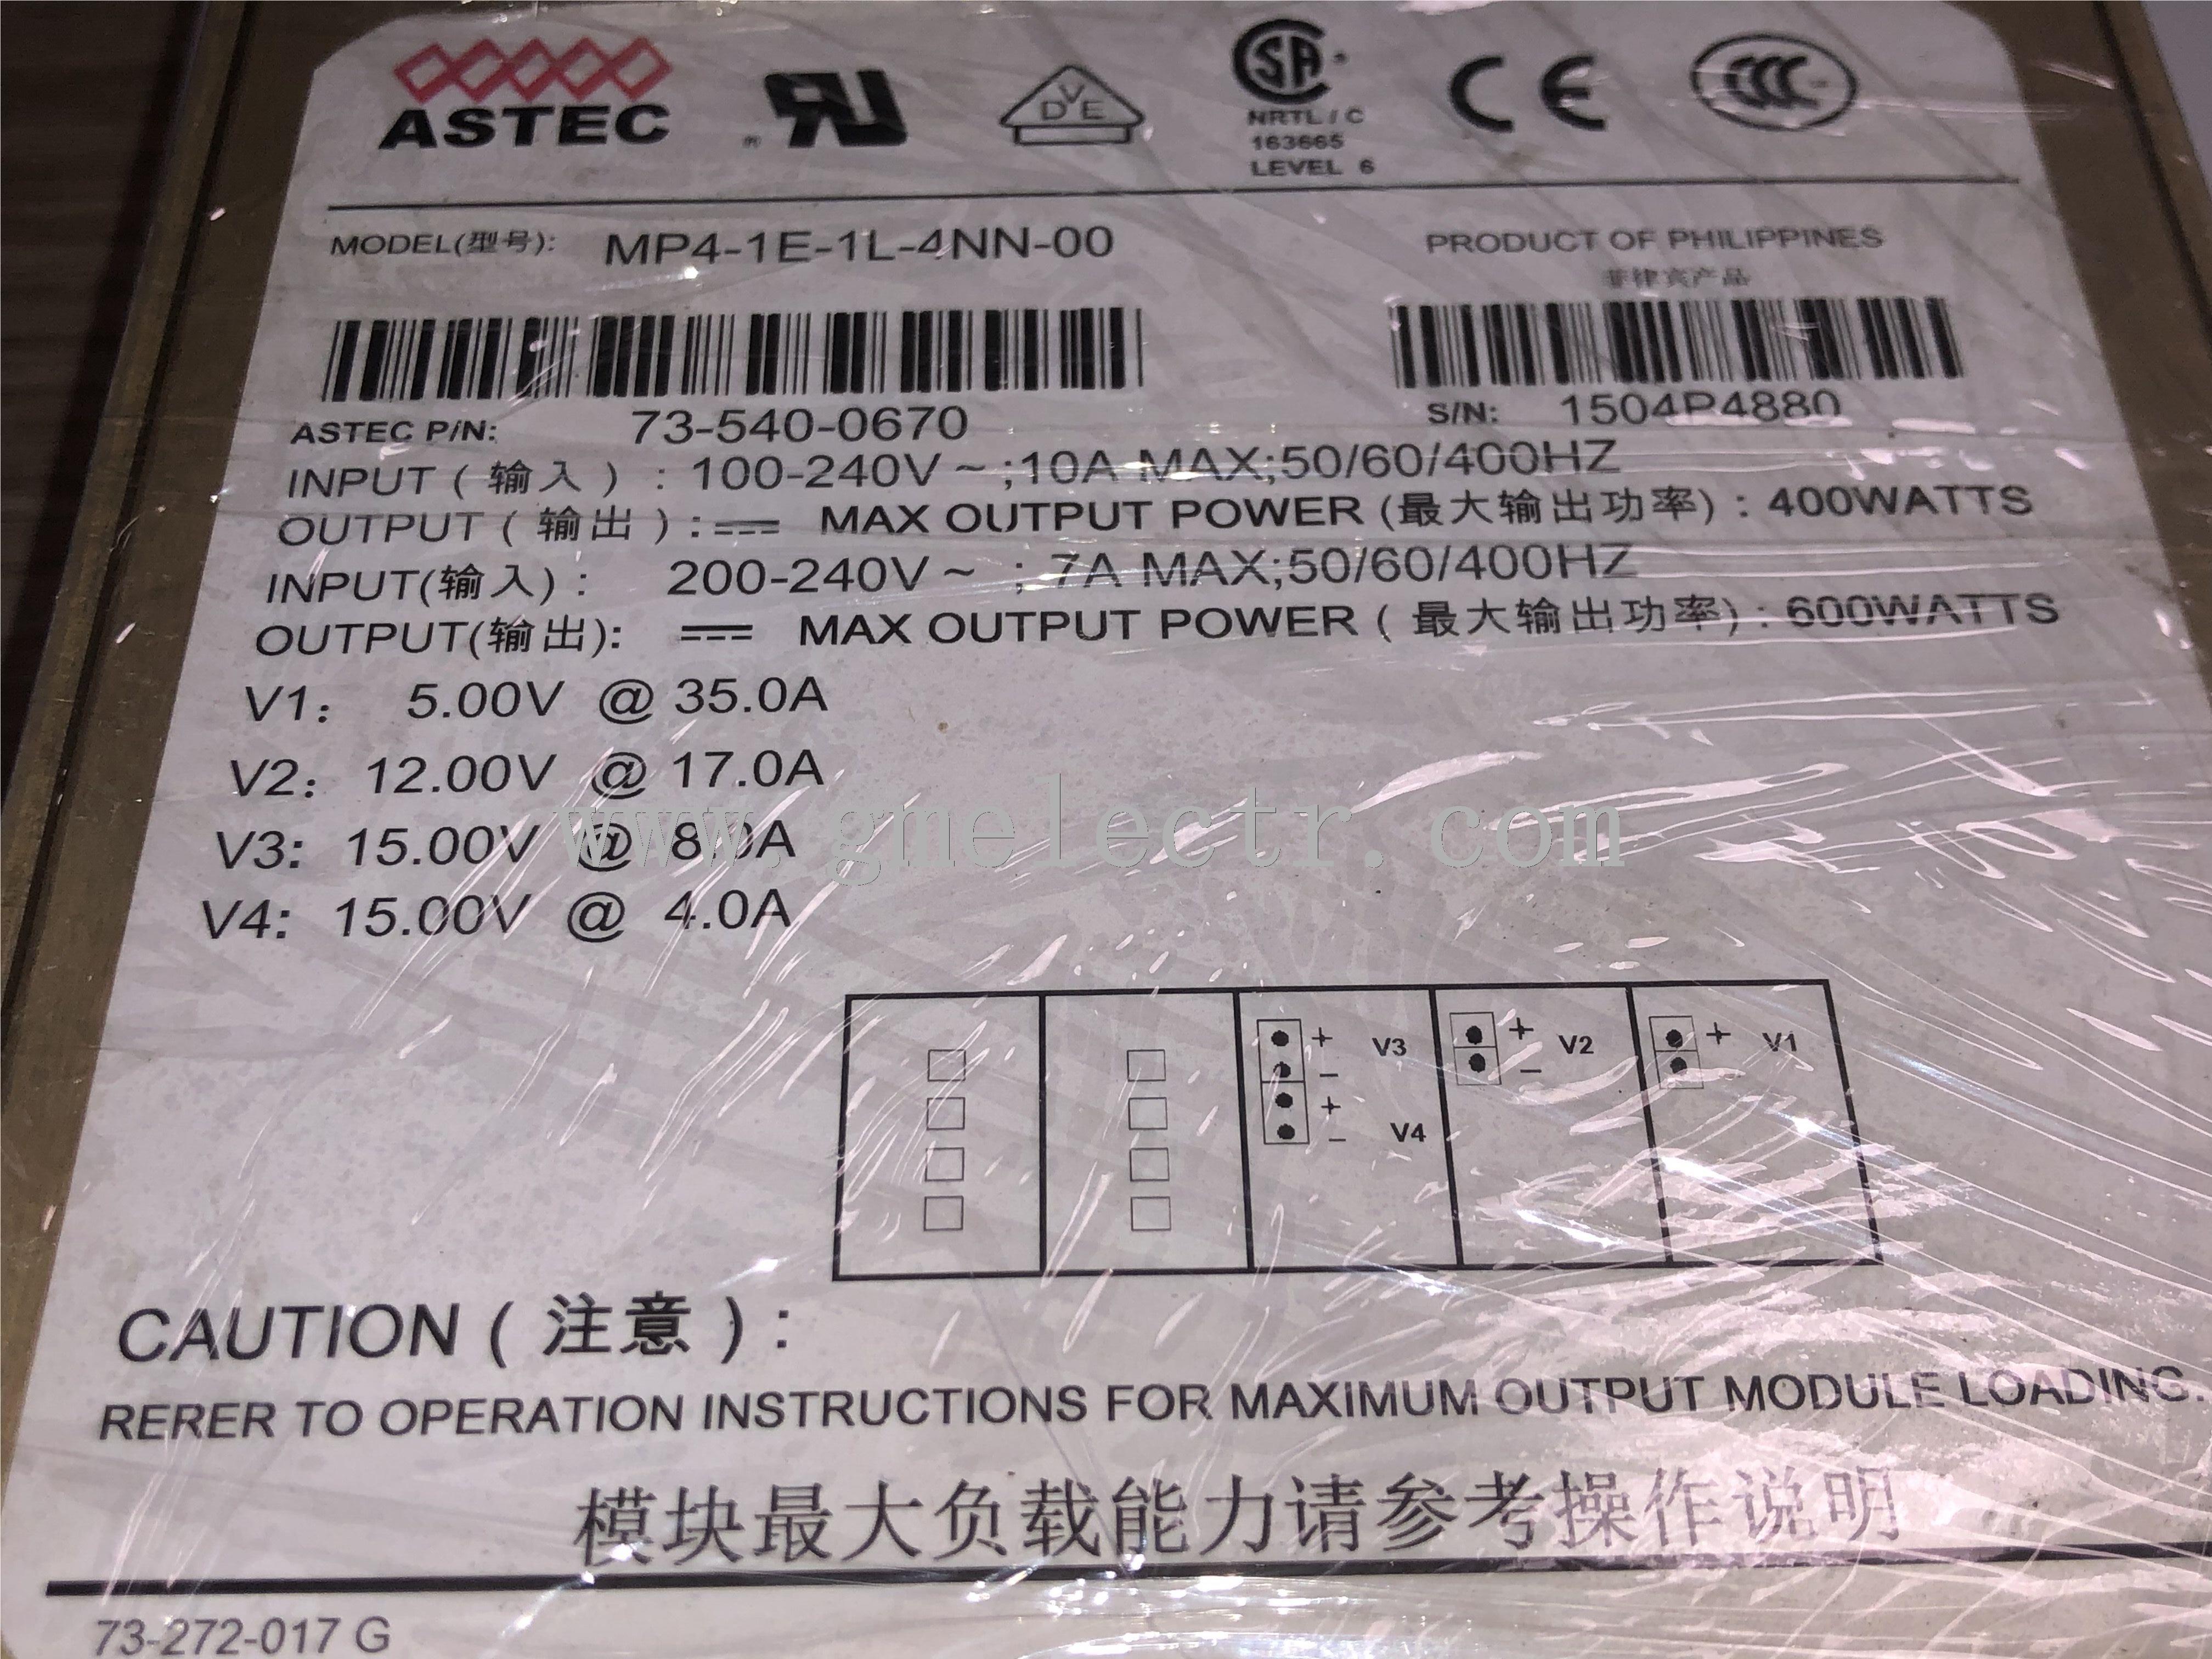 ASTEC
VDE
SA
NRTL / C
163665
LEVEL 6
CE
CCC
MODEL(型号): MP4-1E-1L-4NN-00
PRODUCT OF PHILIPPINES
菲律宾产品
ASTEC P/N: 73-540-0670
S/N: 1504P4880
INPUT ( 输入 ) : 100-240V ~ ;10A MAX;50/60/400HZ
OUTPUT ( 输出 ) : MAX OUTPUT POWER (最大输出功率) : 400WATTS
INPUT(输入) : 200-240V ~ ; 7A MAX;50/60/400HZ
OUTPUT(输出): MAX OUTPUT POWER ( 最大输出功率) : 600WATTS
V1: 5.00V @ 35.0A
V2: 12.00V @ 17.0A
V3: 15.00V @ 8.0A
www.gmelectr.com
V4: 15.00V @ 4.0A
+ V3
−
+ V4
−
+ V2
−
+ V1
CAUTION ( 注意 ) :
RERER TO OPERATION INSTRUCTIONS FOR MAXIMUM OUTPUT MODULE LOADING.
模块最大负载能力请参考操作说明
73-272-017 G